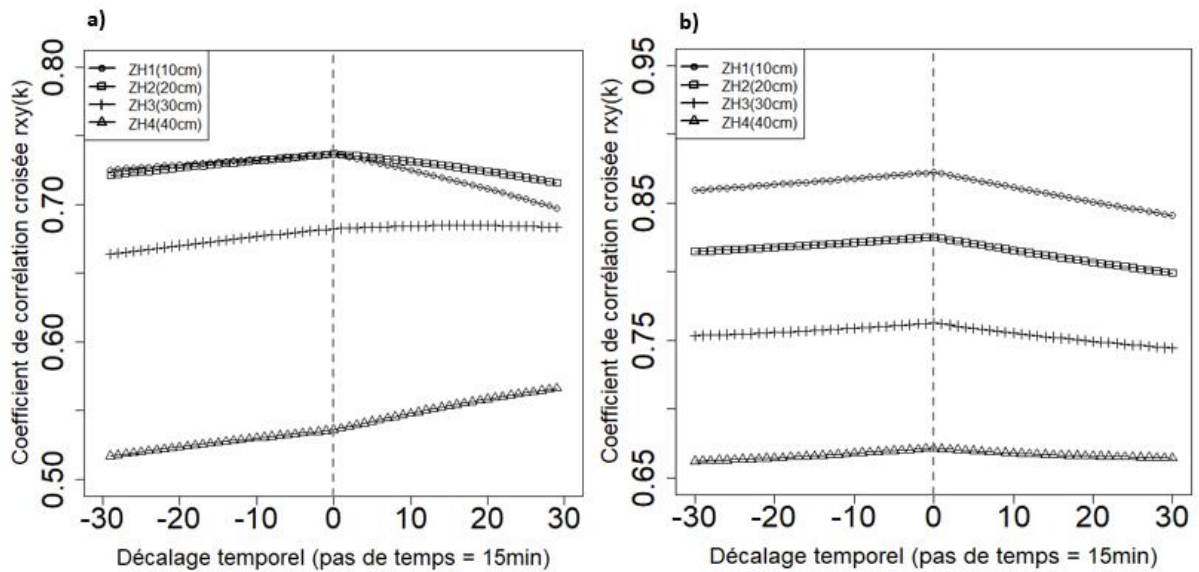 a)
Coefficient de corrélation croisée rxy(k)
0.80
0.70
0.60
0.50
ZH1(10cm)
ZH2(20cm)
ZH3(30cm)
ZH4(40cm)
-30 -20 -10 0 10 20 30
Décalage temporel (pas de temps = 15min)
b)
Coefficient de corrélation croisée rxy(k)
0.95
0.85
0.75
0.65
ZH1(10cm)
ZH2(20cm)
ZH3(30cm)
ZH4(40cm)
-30 -20 -10 0 10 20 30
Décalage temporel (pas de temps = 15min)